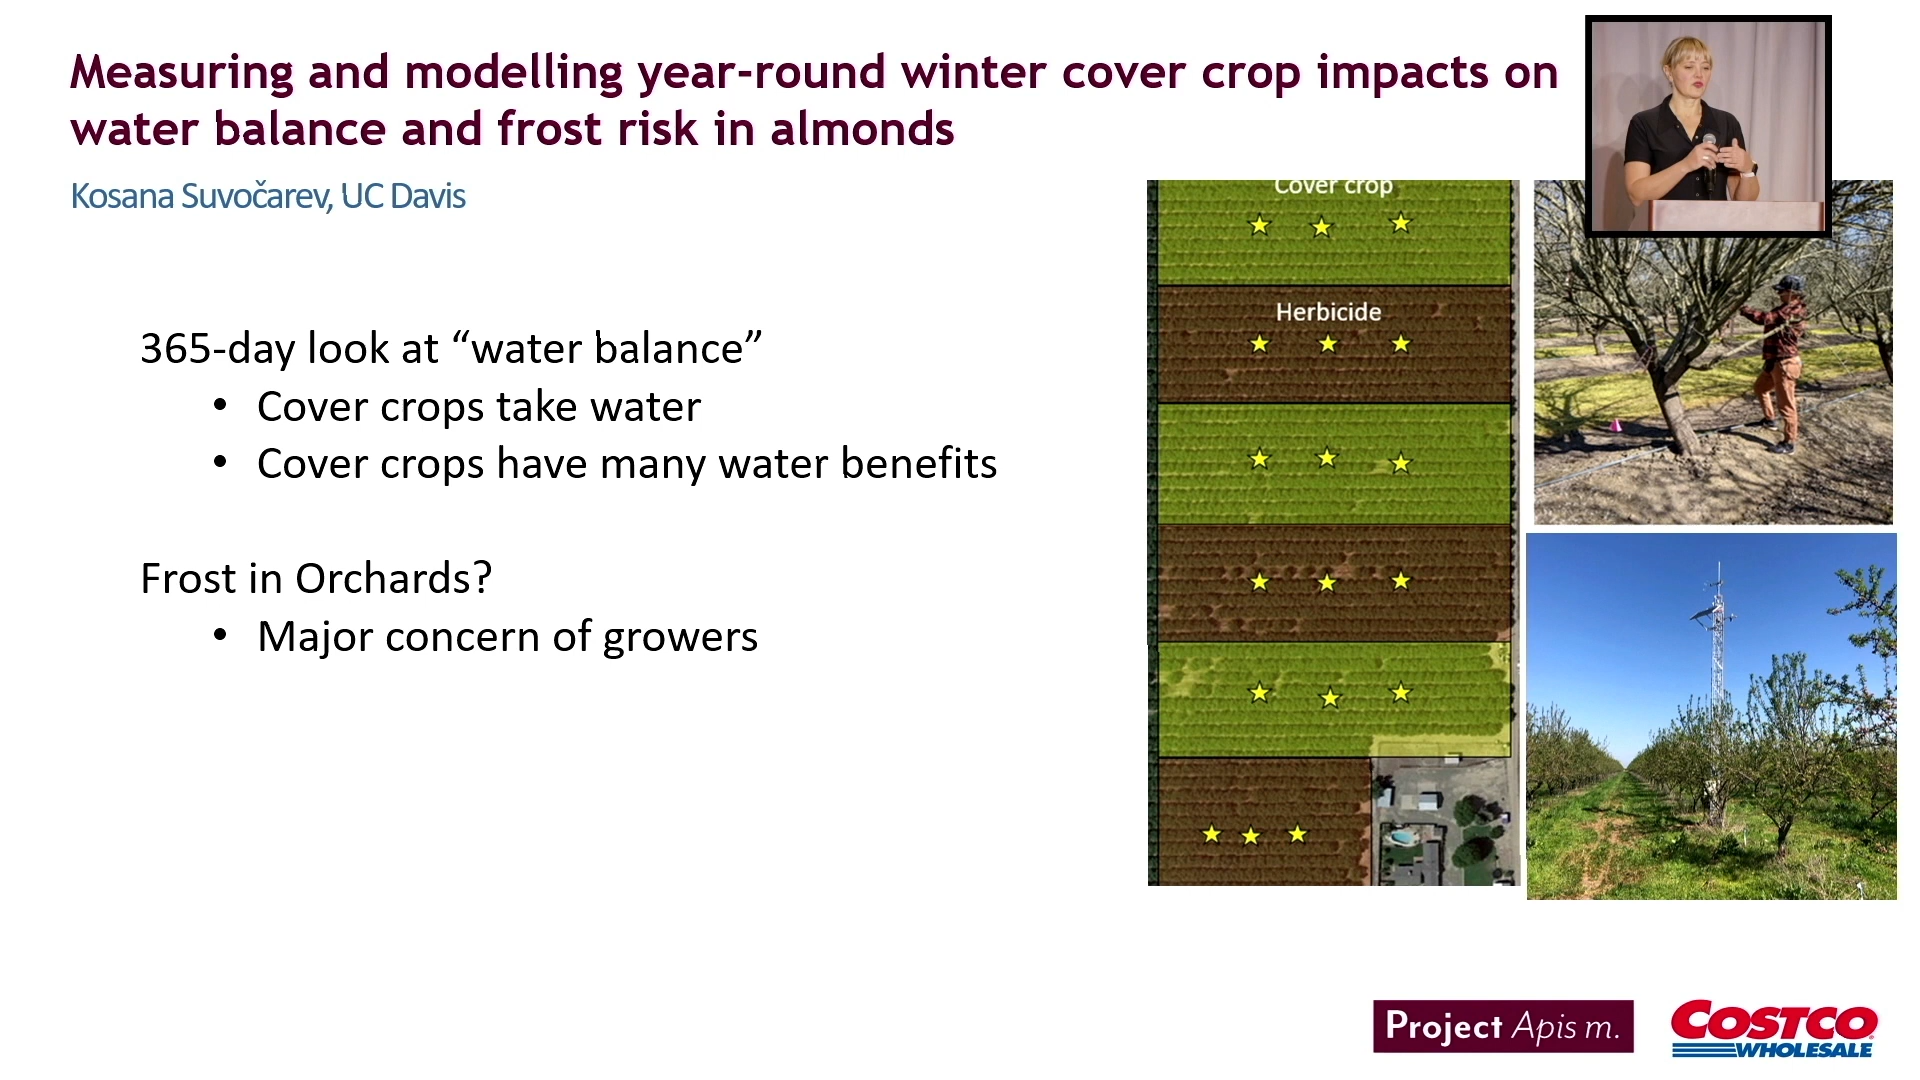 Measuring and modelling year-round winter cover crop impacts on
water balance and frost risk in almonds
Kosana Suvočarev, UC Davis
365-day look at “water balance”
• Cover crops take water
• Cover crops have many water benefits
Frost in Orchards?
• Major concern of growers
Cover crop
Herbicide
Project Apis m.
COSTCO
WHOLESALE